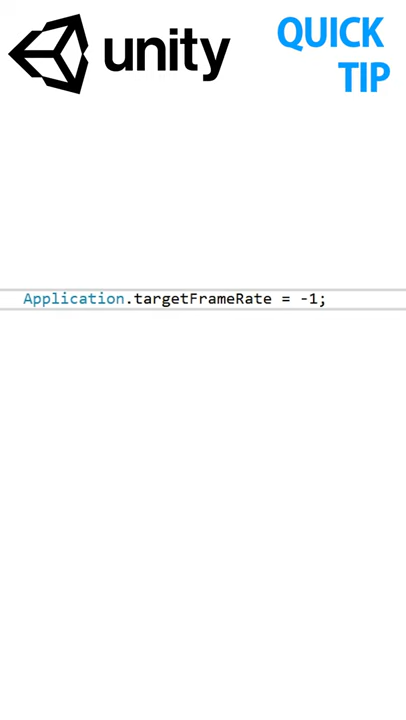 unity
QUICK
TIP
Application.targetFrameRate = -1;